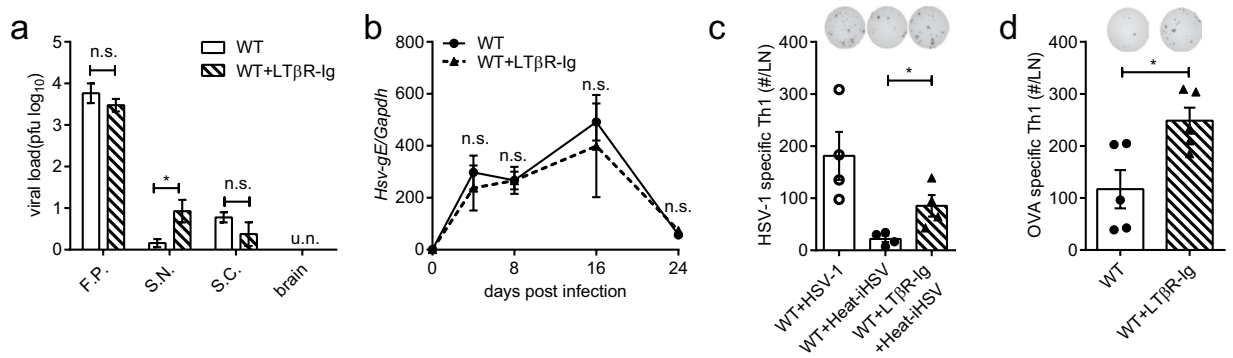 a
viral load(pfu log10)
5
4
3
2
1
0
n.s.
*
n.s.
u.n.
WT
WT+LTβR-Ig
F.P.
S.N.
S.C.
brain
b
Hsv-gE/Gapdh
800
600
400
200
0
WT
WT+LTβR-Ig
n.s.
n.s.
n.s.
n.s.
0
8
16
24
days post infection
c
HSV-1 specific Th1 (#/LN)
400
300
200
100
0
*
WT+HSV-1
WT+Heat-iHSV
WT+LTβR-Ig
+Heat-iHSV
d
OVA specific Th1 (#/LN)
400
300
200
100
0
*
WT
WT+LTβR-Ig